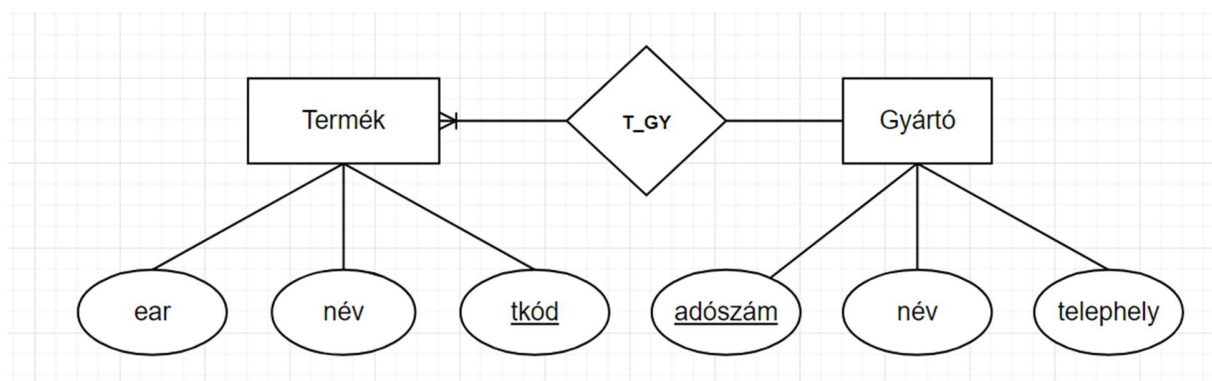 Termék
T_GY
Gyártó
ear
név
tkód
adószám
név
telephely